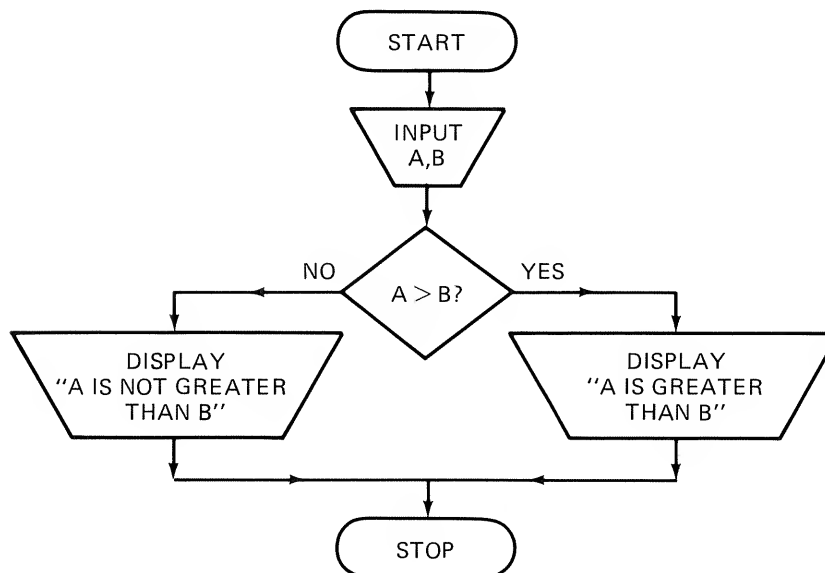 START
INPUT
A,B
NO
A > B?
YES
DISPLAY
"A IS NOT GREATER
THAN B"
DISPLAY
"A IS GREATER
THAN B"
STOP